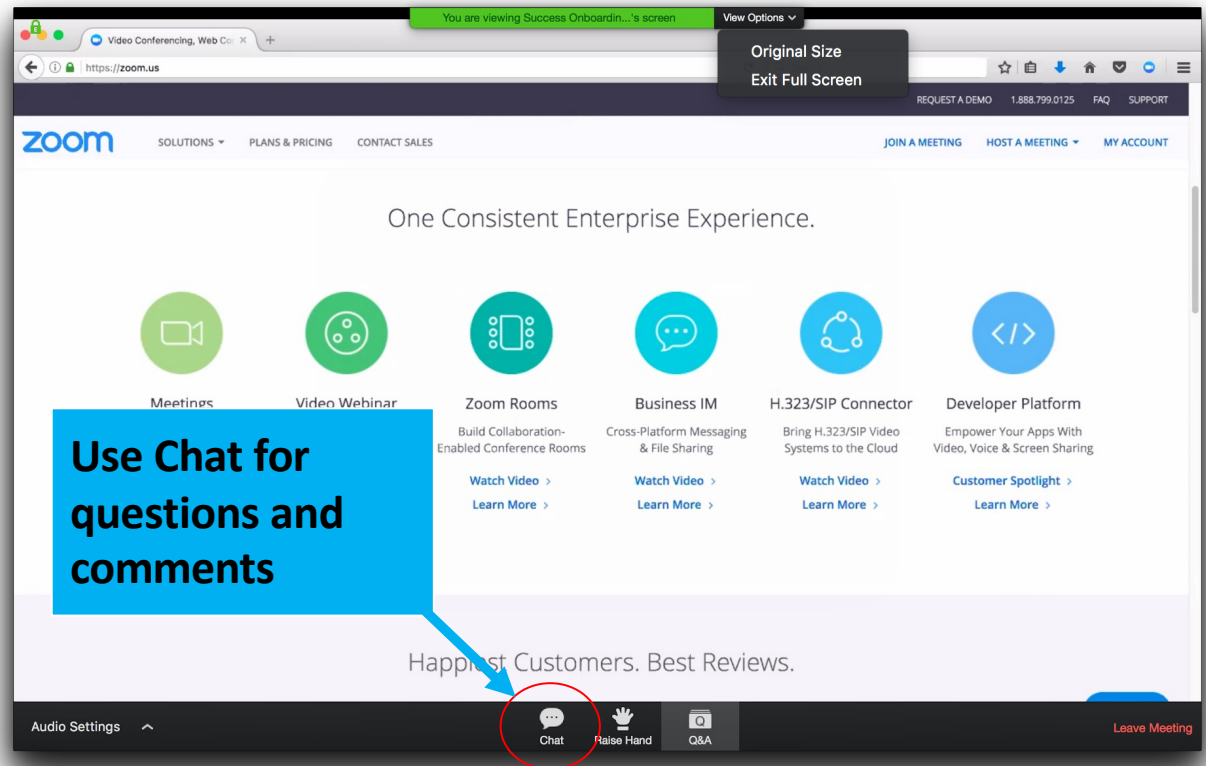 You are viewing Success Onboardin...'s screen
View Options
Original Size
Exit Full Screen
Video Conferencing, Web Co
https://zoom.us
REQUEST A DEMO 1.888.799.0125 FAQ SUPPORT
zoom SOLUTIONS PLANS & PRICING CONTACT SALES JOIN A MEETING HOST A MEETING MY ACCOUNT
One Consistent Enterprise Experience.
Meetings Video Webinar Zoom Rooms Business IM H.323/SIP Connector Developer Platform
Build Collaboration- Cross-Platform Messaging Bring H.323/SIP Video Empower Your Apps With
Enabled Conference Rooms & File Sharing Systems to the Cloud Video, Voice & Screen Sharing
Watch Video > Watch Video > Watch Video > Customer Spotlight >
Learn More > Learn More > Learn More > Learn More >
Use Chat for
questions and
comments
Happiest Customers. Best Reviews.
Audio Settings Chat Raise Hand Q&A Leave Meeting